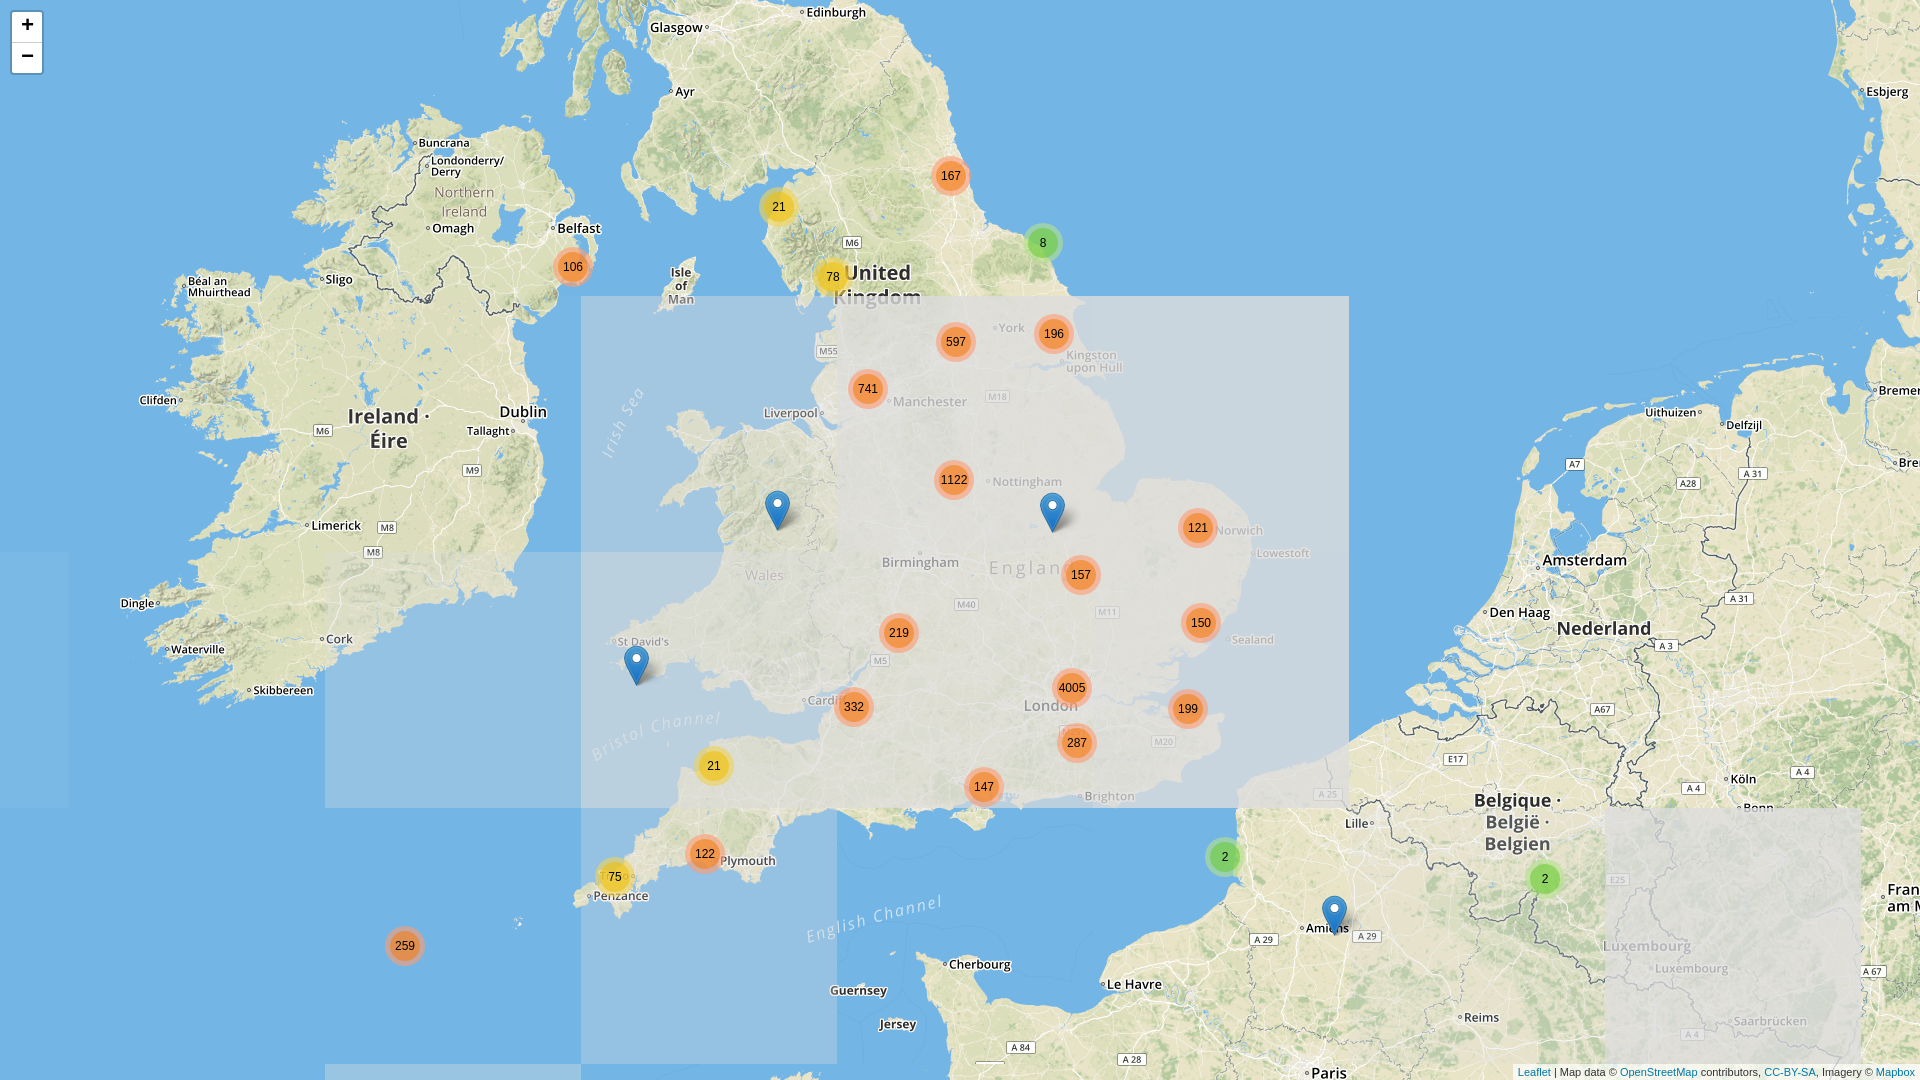 +
−
Edinburgh
Glasgow
Ayr
Esbjerg
Buncrana
Londonderry/
Derry
Northern
Ireland
Omagh
Belfast
167
21
8
106
78
M6
United
Kingdom
Isle
of
Man
Sligo
Béal an
Mhuirthead
597
York
196
Kingston
upon Hull
M55
741
Manchester
M18
Liverpool
Irish Sea
Clifden
Ireland ·
Éire
M6
Dublin
Tallaght
M9
Uithuizen
Delfzijl
A7
A 31
A28
1122
Nottingham
Limerick
M8
M8
121
Norwich
Lowestoft
Birmingham
Wales
157
Amsterdam
M40
M11
A 31
Den Haag
Nederland
A 3
Dingle
Waterville
Cork
Skibbereen
St David's
219
M5
150
Sealand
4005
London
Cardiff
332
199
287
M20
A67
Bristol Channel
21
147
Brighton
E17
A 25
Köln
A 4
A 4
Bonn
Belgique ·
België ·
Belgien
Lille
122
Plymouth
75
Penzance
2
2
E25
259
English Channel
Amiens
A 29
A 29
Luxembourg
Luxembourg
A 67
Cherbourg
Le Havre
Guernsey
Jersey
Reims
Saarbrücken
A 4
A 84
A 28
Paris
Leaflet | Map data © OpenStreetMap contributors, CC-BY-SA, Imagery © Mapbox